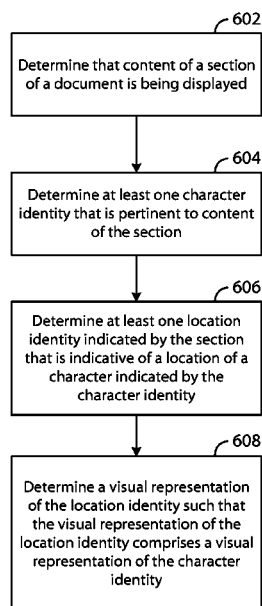 602
Determine that content of a section
of a document is being displayed
604
Determine at least one character
identity that is pertinent to content
of the section
606
Determine at least one location
identity indicated by the section
that is indicative of a location of a
character indicated by the
character identity
608
Determine a visual representation
of the location identity such that
the visual representation of the
location identity comprises a visual
representation of the character
identity